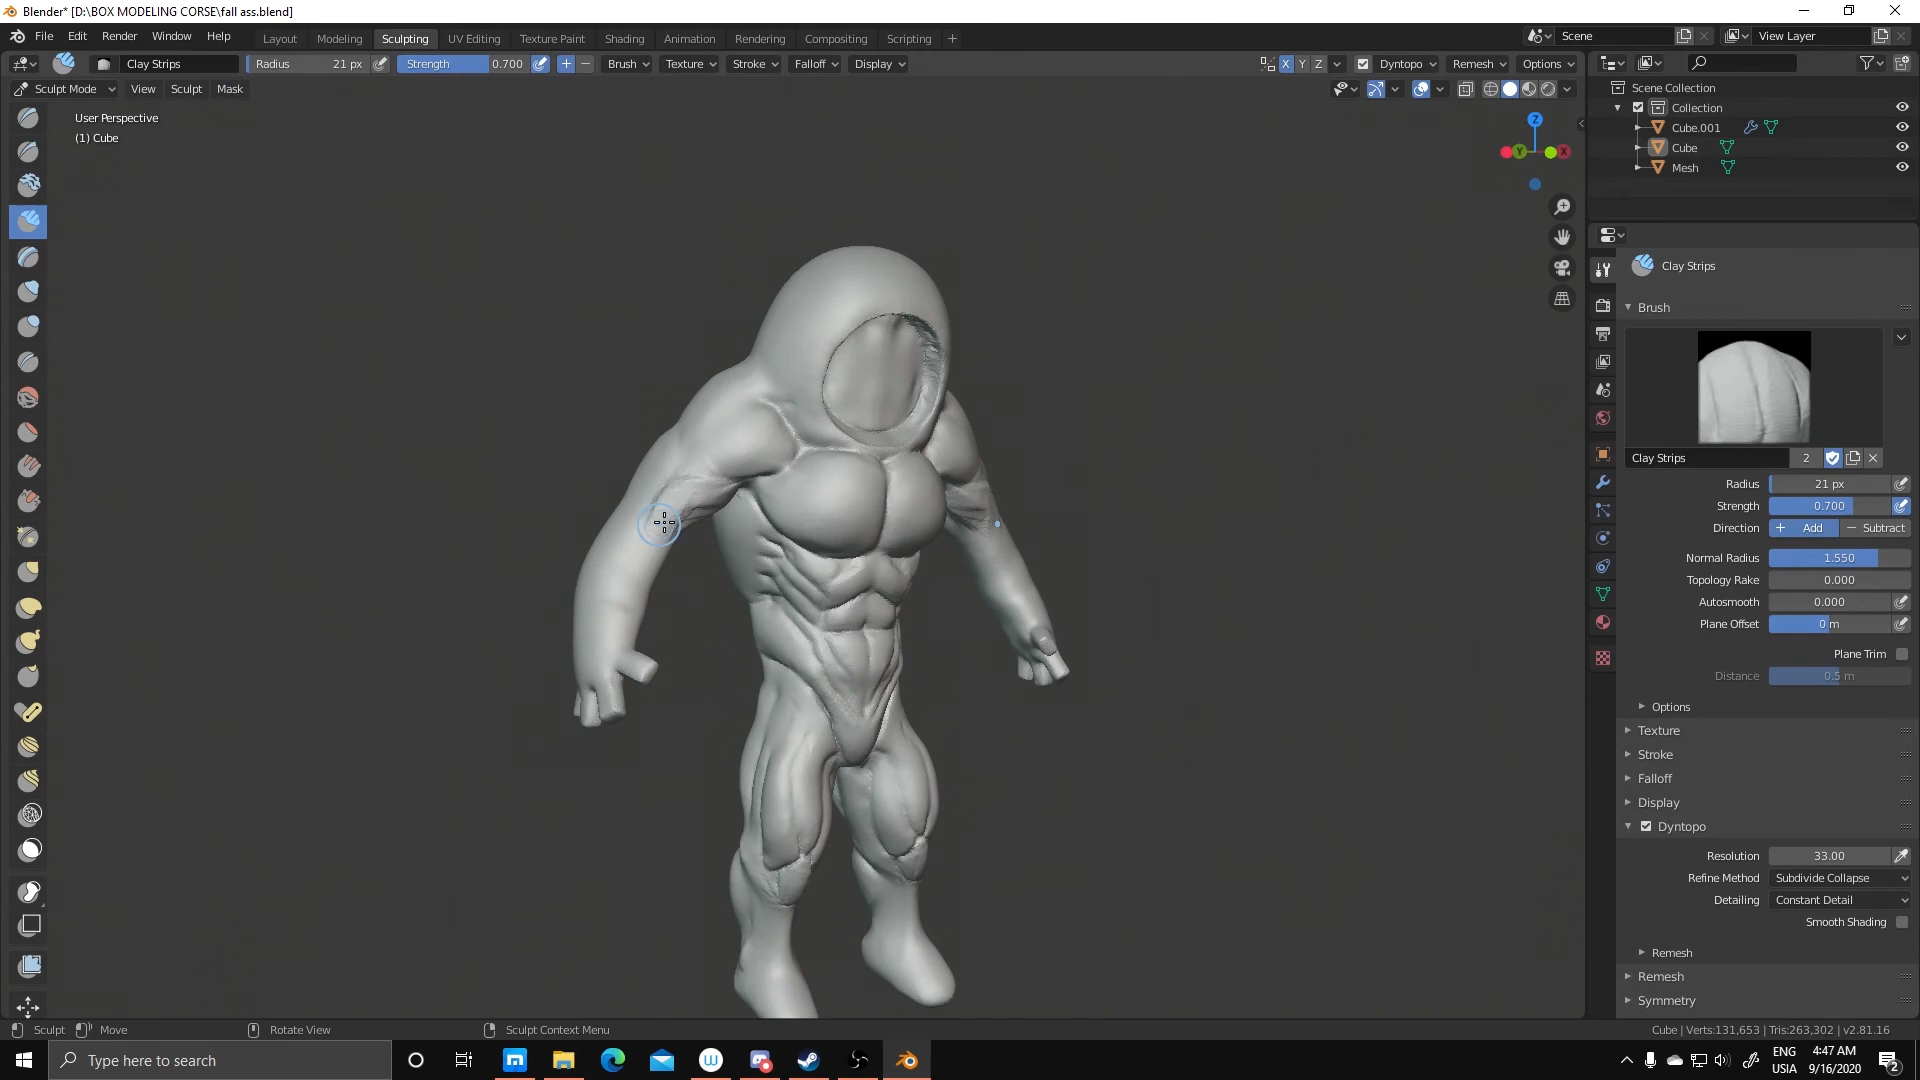 Blender* [D:\BOX MODELING CORSE\fall ass.blend]
File Edit Render Window Help
Layout Modeling Sculpting UV Editing Texture Paint Shading Animation Rendering Compositing Scripting +
Scene
View Layer
Clay Strips
Radius 21 px
Strength 0.700
Brush Texture Stroke Falloff Display
X Y Z
Dyntopo Remesh Options
Sculpt Mode View Sculpt Mask
User Perspective
(1) Cube
Z
Y
X
Scene Collection
Collection
Cube.001
Cube
Mesh
Clay Strips
Brush
Clay Strips 2
Radius 21 px
Strength 0.700
Direction + Add − Subtract
Normal Radius 1.550
Topology Rake 0.000
Autosmooth 0.000
Plane Offset 0 m
Plane Trim
Distance 0.5 m
Options
Texture
Stroke
Falloff
Display
Dyntopo
Resolution 33.00
Refine Method Subdivide Collapse
Detailing Constant Detail
Smooth Shading
Remesh
Remesh
Symmetry
Sculpt Move Rotate View Sculpt Context Menu
Cube | Verts:131,653 | Tris:263,302 | v2.81.16
Type here to search
ENG
USIA
4:47 AM
9/16/2020
2